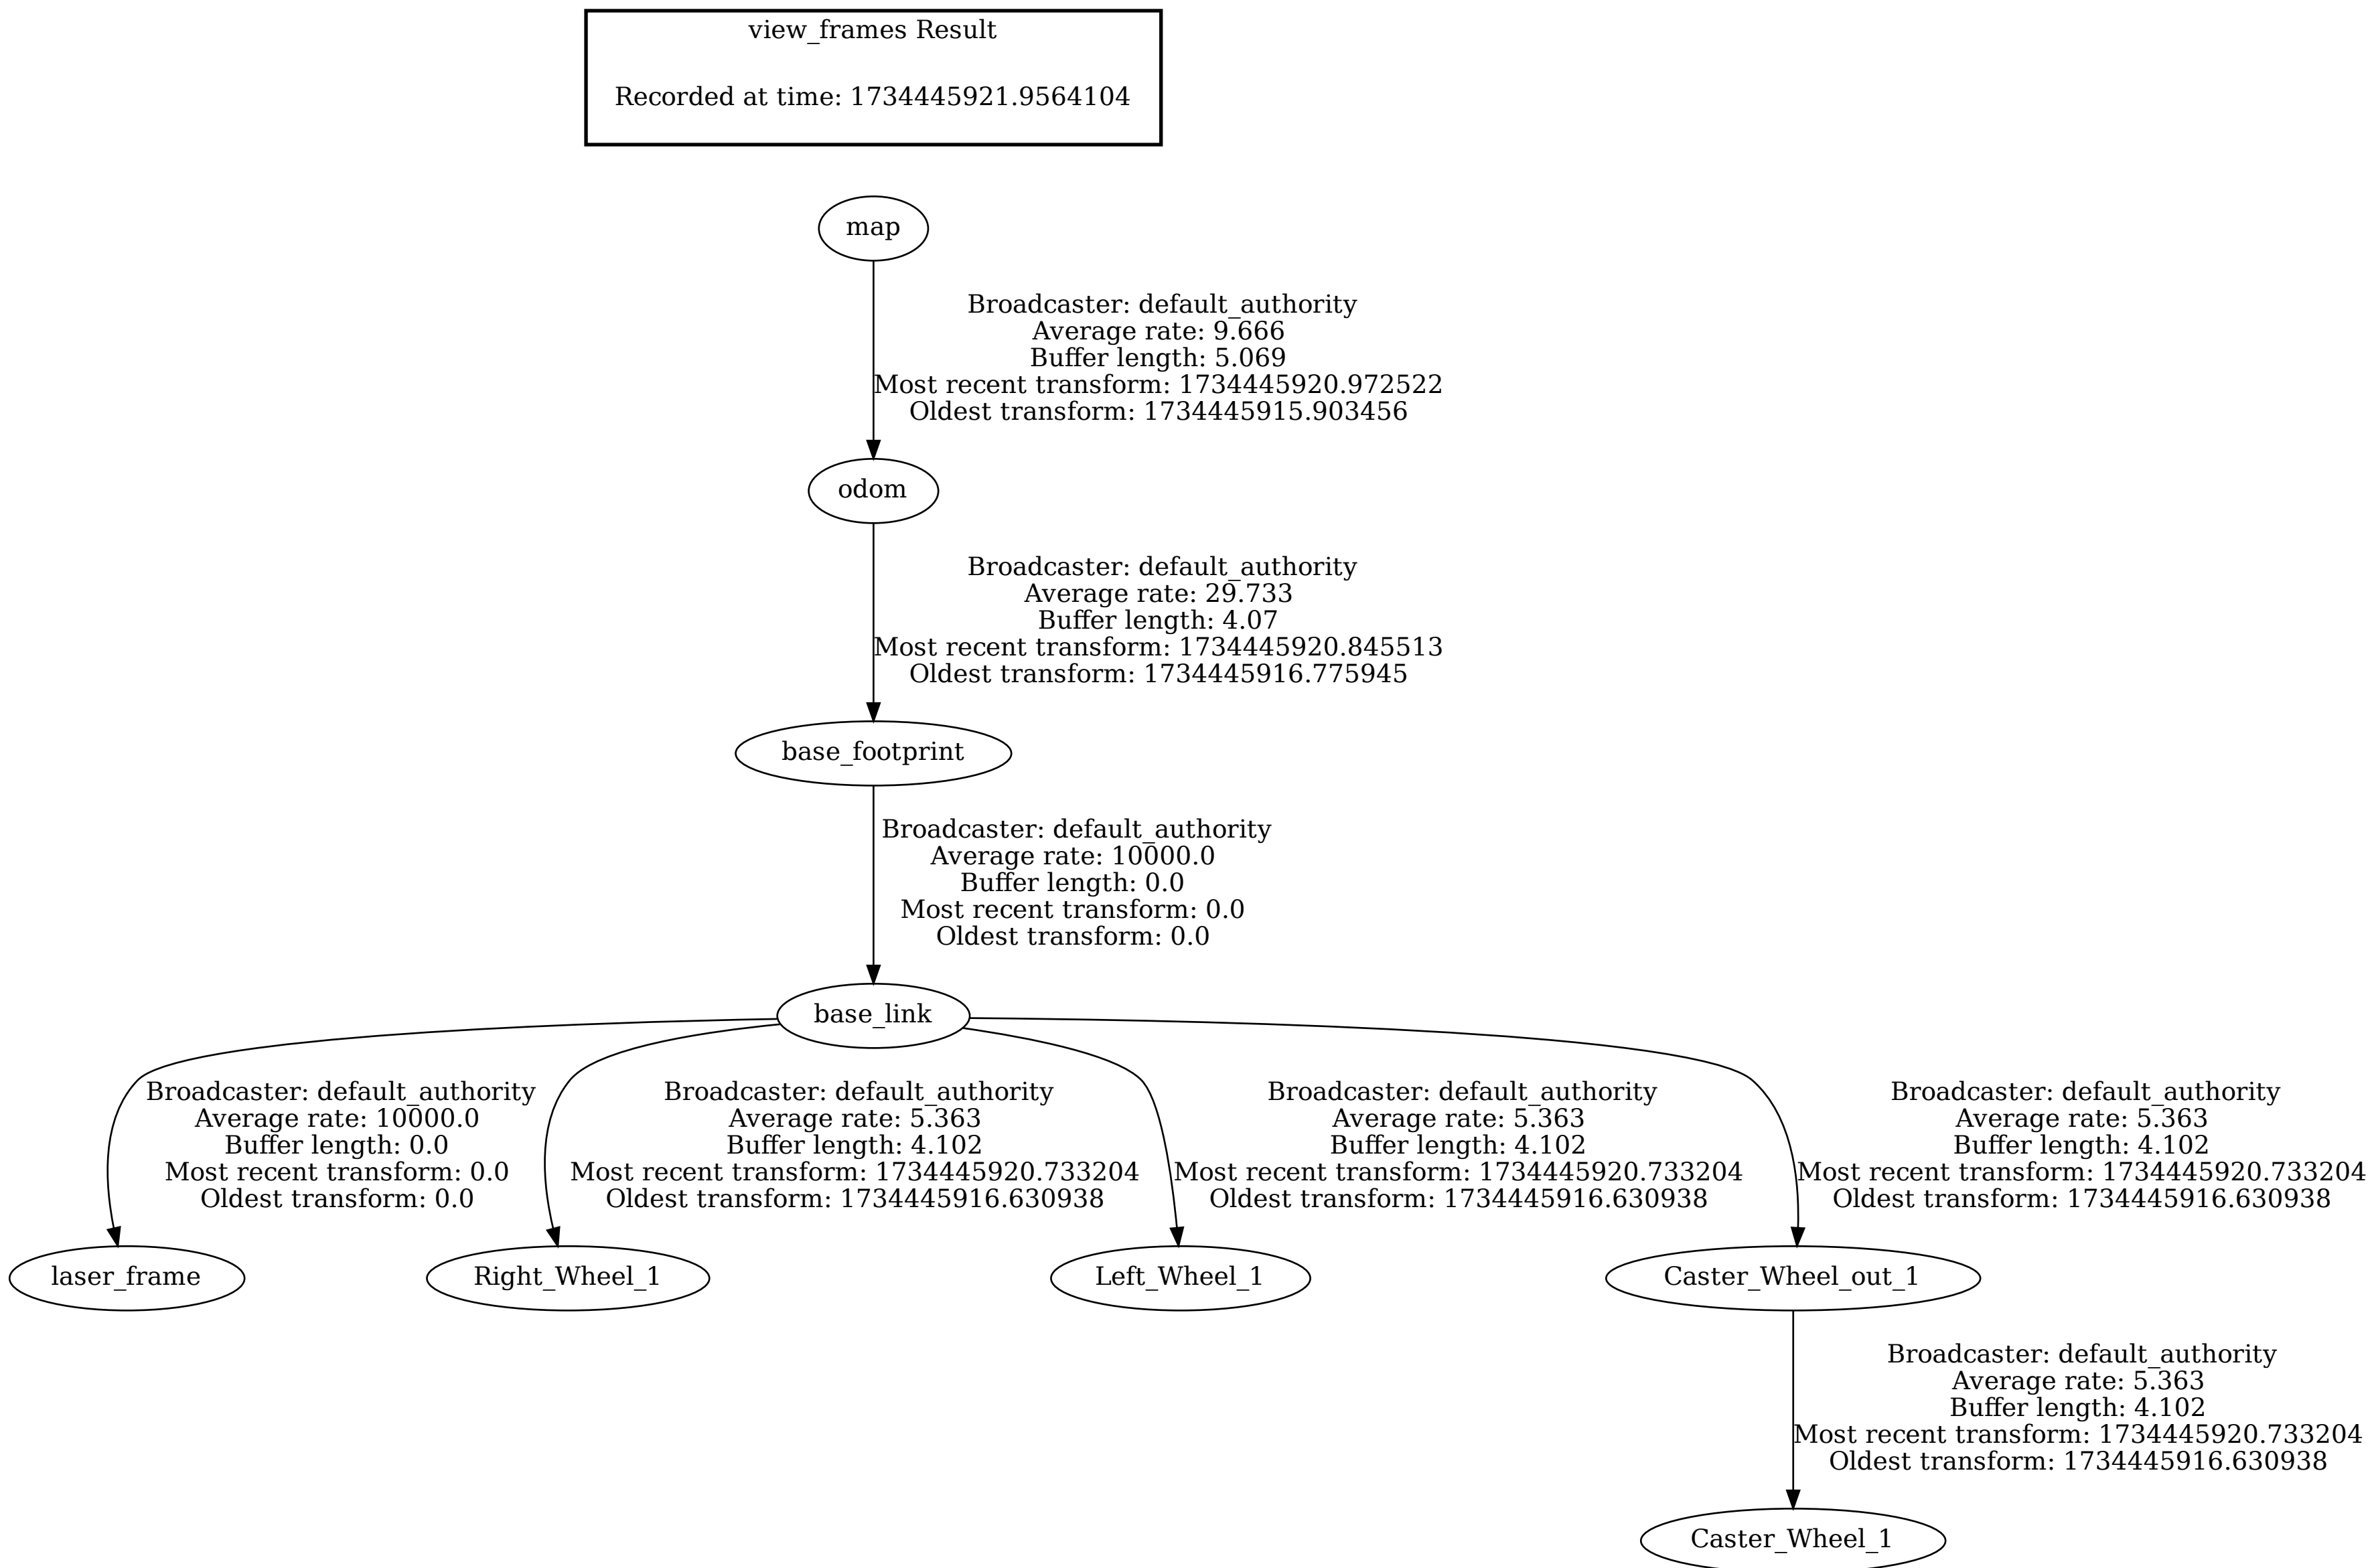 view_frames Result
Recorded at time: 1734445921.9564104
map
Broadcaster: default_authority
Average rate: 9.666
Buffer length: 5.069
Most recent transform: 1734445920.972522
Oldest transform: 1734445915.903456
odom
Broadcaster: default_authority
Average rate: 29.733
Buffer length: 4.07
Most recent transform: 1734445920.845513
Oldest transform: 1734445916.775945
base_footprint
Broadcaster: default_authority
Average rate: 10000.0
Buffer length: 0.0
Most recent transform: 0.0
Oldest transform: 0.0
base_link
Broadcaster: default_authority
Average rate: 10000.0
Buffer length: 0.0
Most recent transform: 0.0
Oldest transform: 0.0
Broadcaster: default_authority
Average rate: 5.363
Buffer length: 4.102
Most recent transform: 1734445920.733204
Oldest transform: 1734445916.630938
Broadcaster: default_authority
Average rate: 5.363
Buffer length: 4.102
Most recent transform: 1734445920.733204
Oldest transform: 1734445916.630938
Broadcaster: default_authority
Average rate: 5.363
Buffer length: 4.102
Most recent transform: 1734445920.733204
Oldest transform: 1734445916.630938
laser_frame
Right_Wheel_1
Left_Wheel_1
Caster_Wheel_out_1
Broadcaster: default_authority
Average rate: 5.363
Buffer length: 4.102
Most recent transform: 1734445920.733204
Oldest transform: 1734445916.630938
Caster_Wheel_1